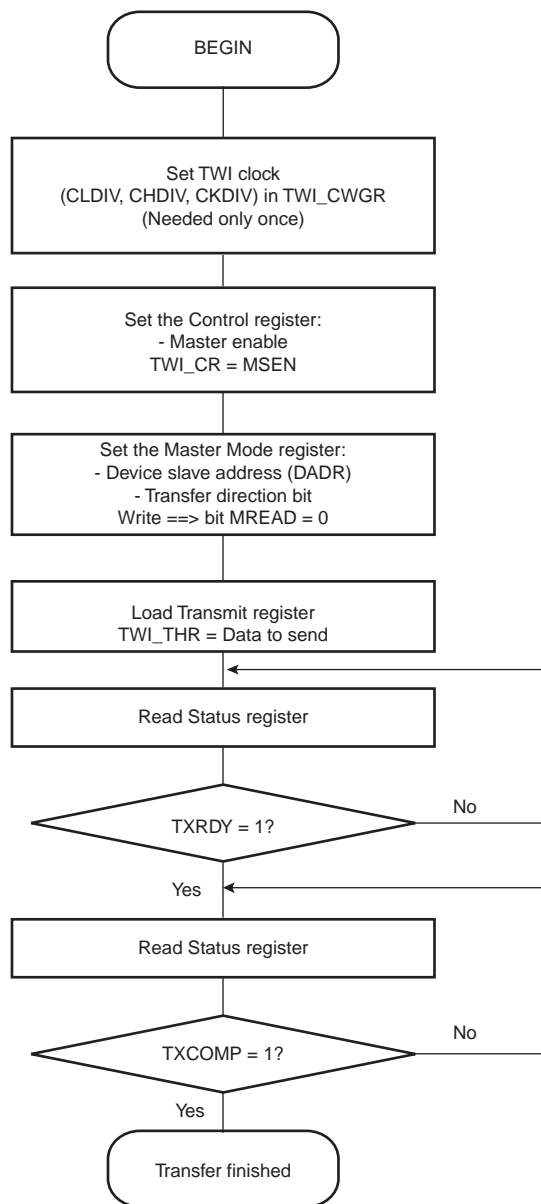 BEGIN
Set TWI clock
(CLDIV, CHDIV, CKDIV) in TWI_CWGR
(Needed only once)
Set the Control register:
- Master enable
TWI_CR = MSEN
Set the Master Mode register:
- Device slave address (DADR)
- Transfer direction bit
Write ==> bit MREAD = 0
Load Transmit register
TWI_THR = Data to send
Read Status register
TXRDY = 1?
No
Yes
Read Status register
TXCOMP = 1?
No
Yes
Transfer finished